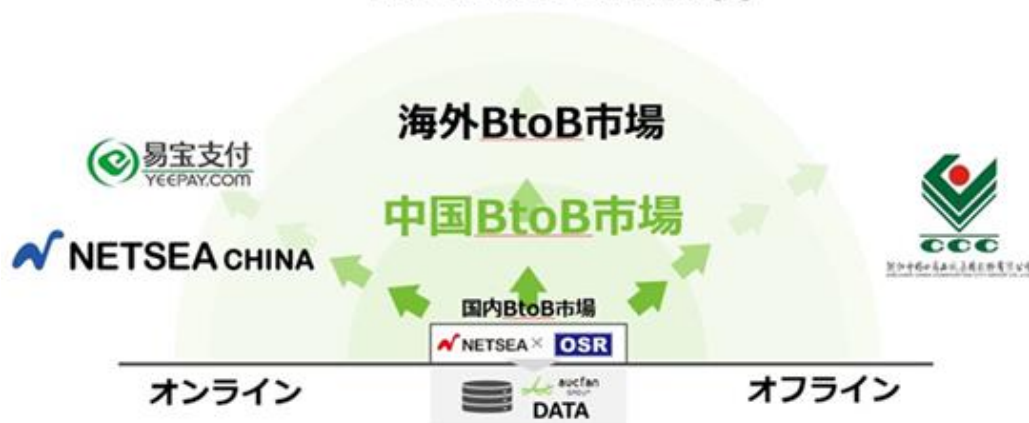 海外BtoB市場
易宝支付
YEEPAY.COM
中国BtoB市場
NETSEA CHINA
CCC
国内BtoB市場
NETSEA × OSR
オンライン
aucfan
GROUP
DATA
オフライン